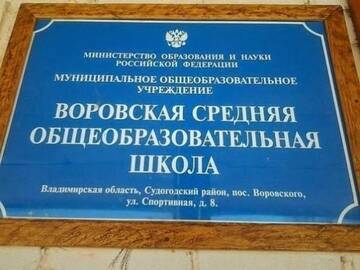 МИНИСТЕРСТВО ОБРАЗОВАНИЯ И НАУКИ
РОССИЙСКОЙ ФЕДЕРАЦИИ
МУНИЦИПАЛЬНОЕ ОБЩЕОБРАЗОВАТЕЛЬНОЕ
УЧРЕЖДЕНИЕ
ВОРОВСКАЯ СРЕДНЯЯ
ОБЩЕОБРАЗОВАТЕЛЬНАЯ
ШКОЛА
Владимирская область, Судогодский район, пос. Воровского,
ул. Спортивная, д. 8.